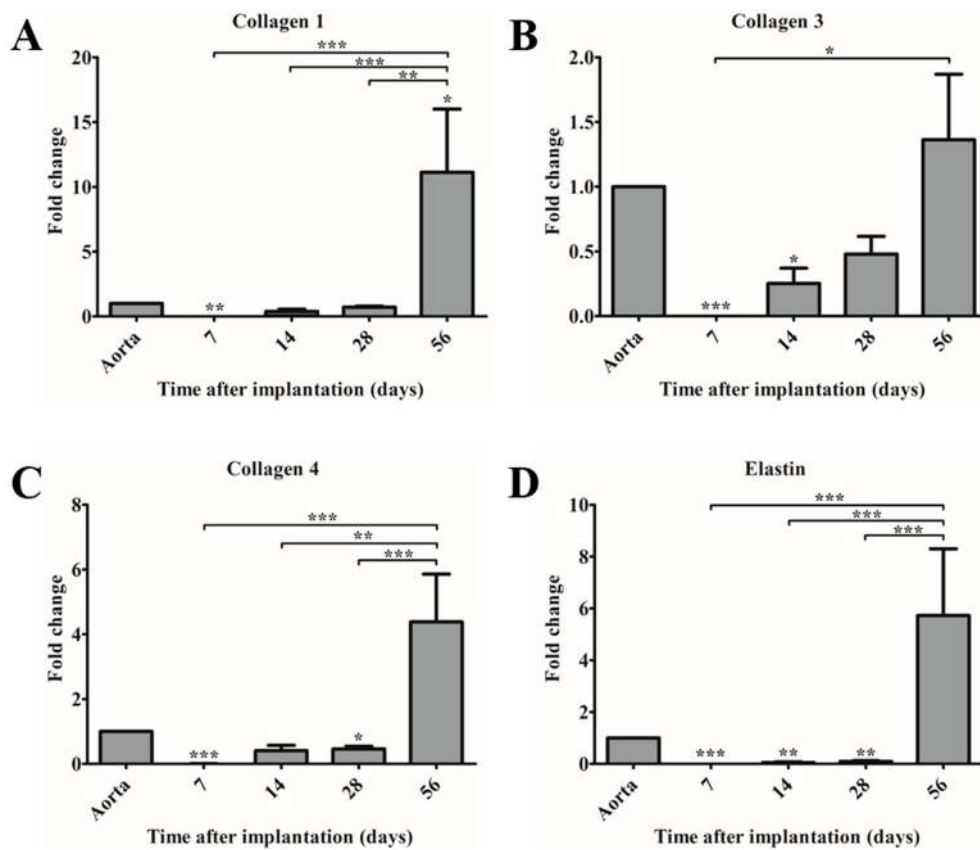 A
Collagen 1
***
***
**
*
20
15
10
5
0
Fold change
**
Aorta
7
14
28
56
Time after implantation (days)
B
Collagen 3
*
2.0
1.5
1.0
0.5
0.0
Fold change
***
*
Aorta
7
14
28
56
Time after implantation (days)
C
Collagen 4
***
**
***
8
6
4
2
0
Fold change
***
*
Aorta
7
14
28
56
Time after implantation (days)
D
Elastin
***
***
***
10
8
6
4
2
0
Fold change
***
**
**
Aorta
7
14
28
56
Time after implantation (days)